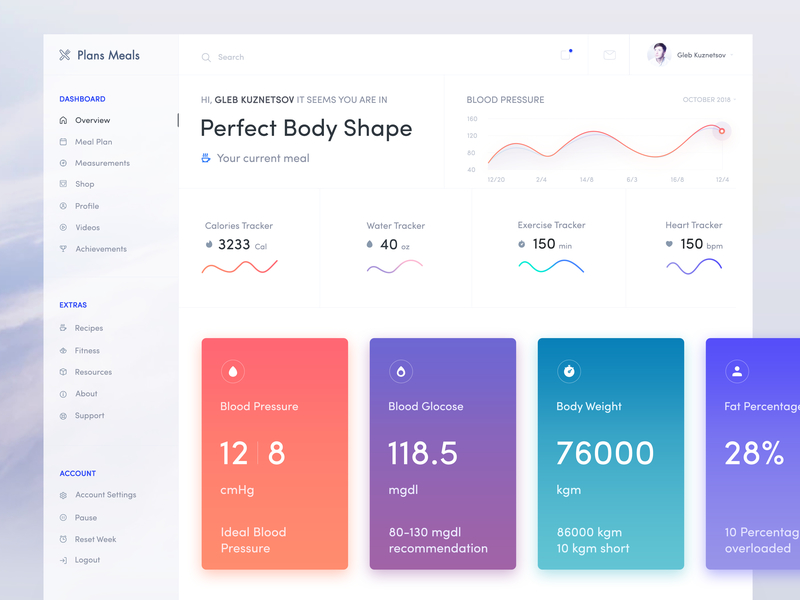 Plans Meals
Search
Gleb Kuznetsov
DASHBOARD
Overview
Meal Plan
Measurements
Shop
Profile
Videos
Achievements
EXTRAS
Recipes
Fitness
Resources
About
Support
ACCOUNT
Account Settings
Pause
Reset Week
Logout
HI, GLEB KUZNETSOV IT SEEMS YOU ARE IN
Perfect Body Shape
Your current meal
BLOOD PRESSURE
OCTOBER 2018
160
120
80
40
12/20 2/4 14/8 6/3 16/8 12/4
Calories Tracker
3233 Cal
Water Tracker
40 oz
Exercise Tracker
150 min
Heart Tracker
150 bpm
Blood Pressure
12 8
cmHg
Ideal Blood
Pressure
Blood Glocose
118.5
mgdl
80-130 mgdl
recommendation
Body Weight
76000
kgm
86000 kgm
10 kgm short
Fat Percentage
28%
10 Percentag
overloaded